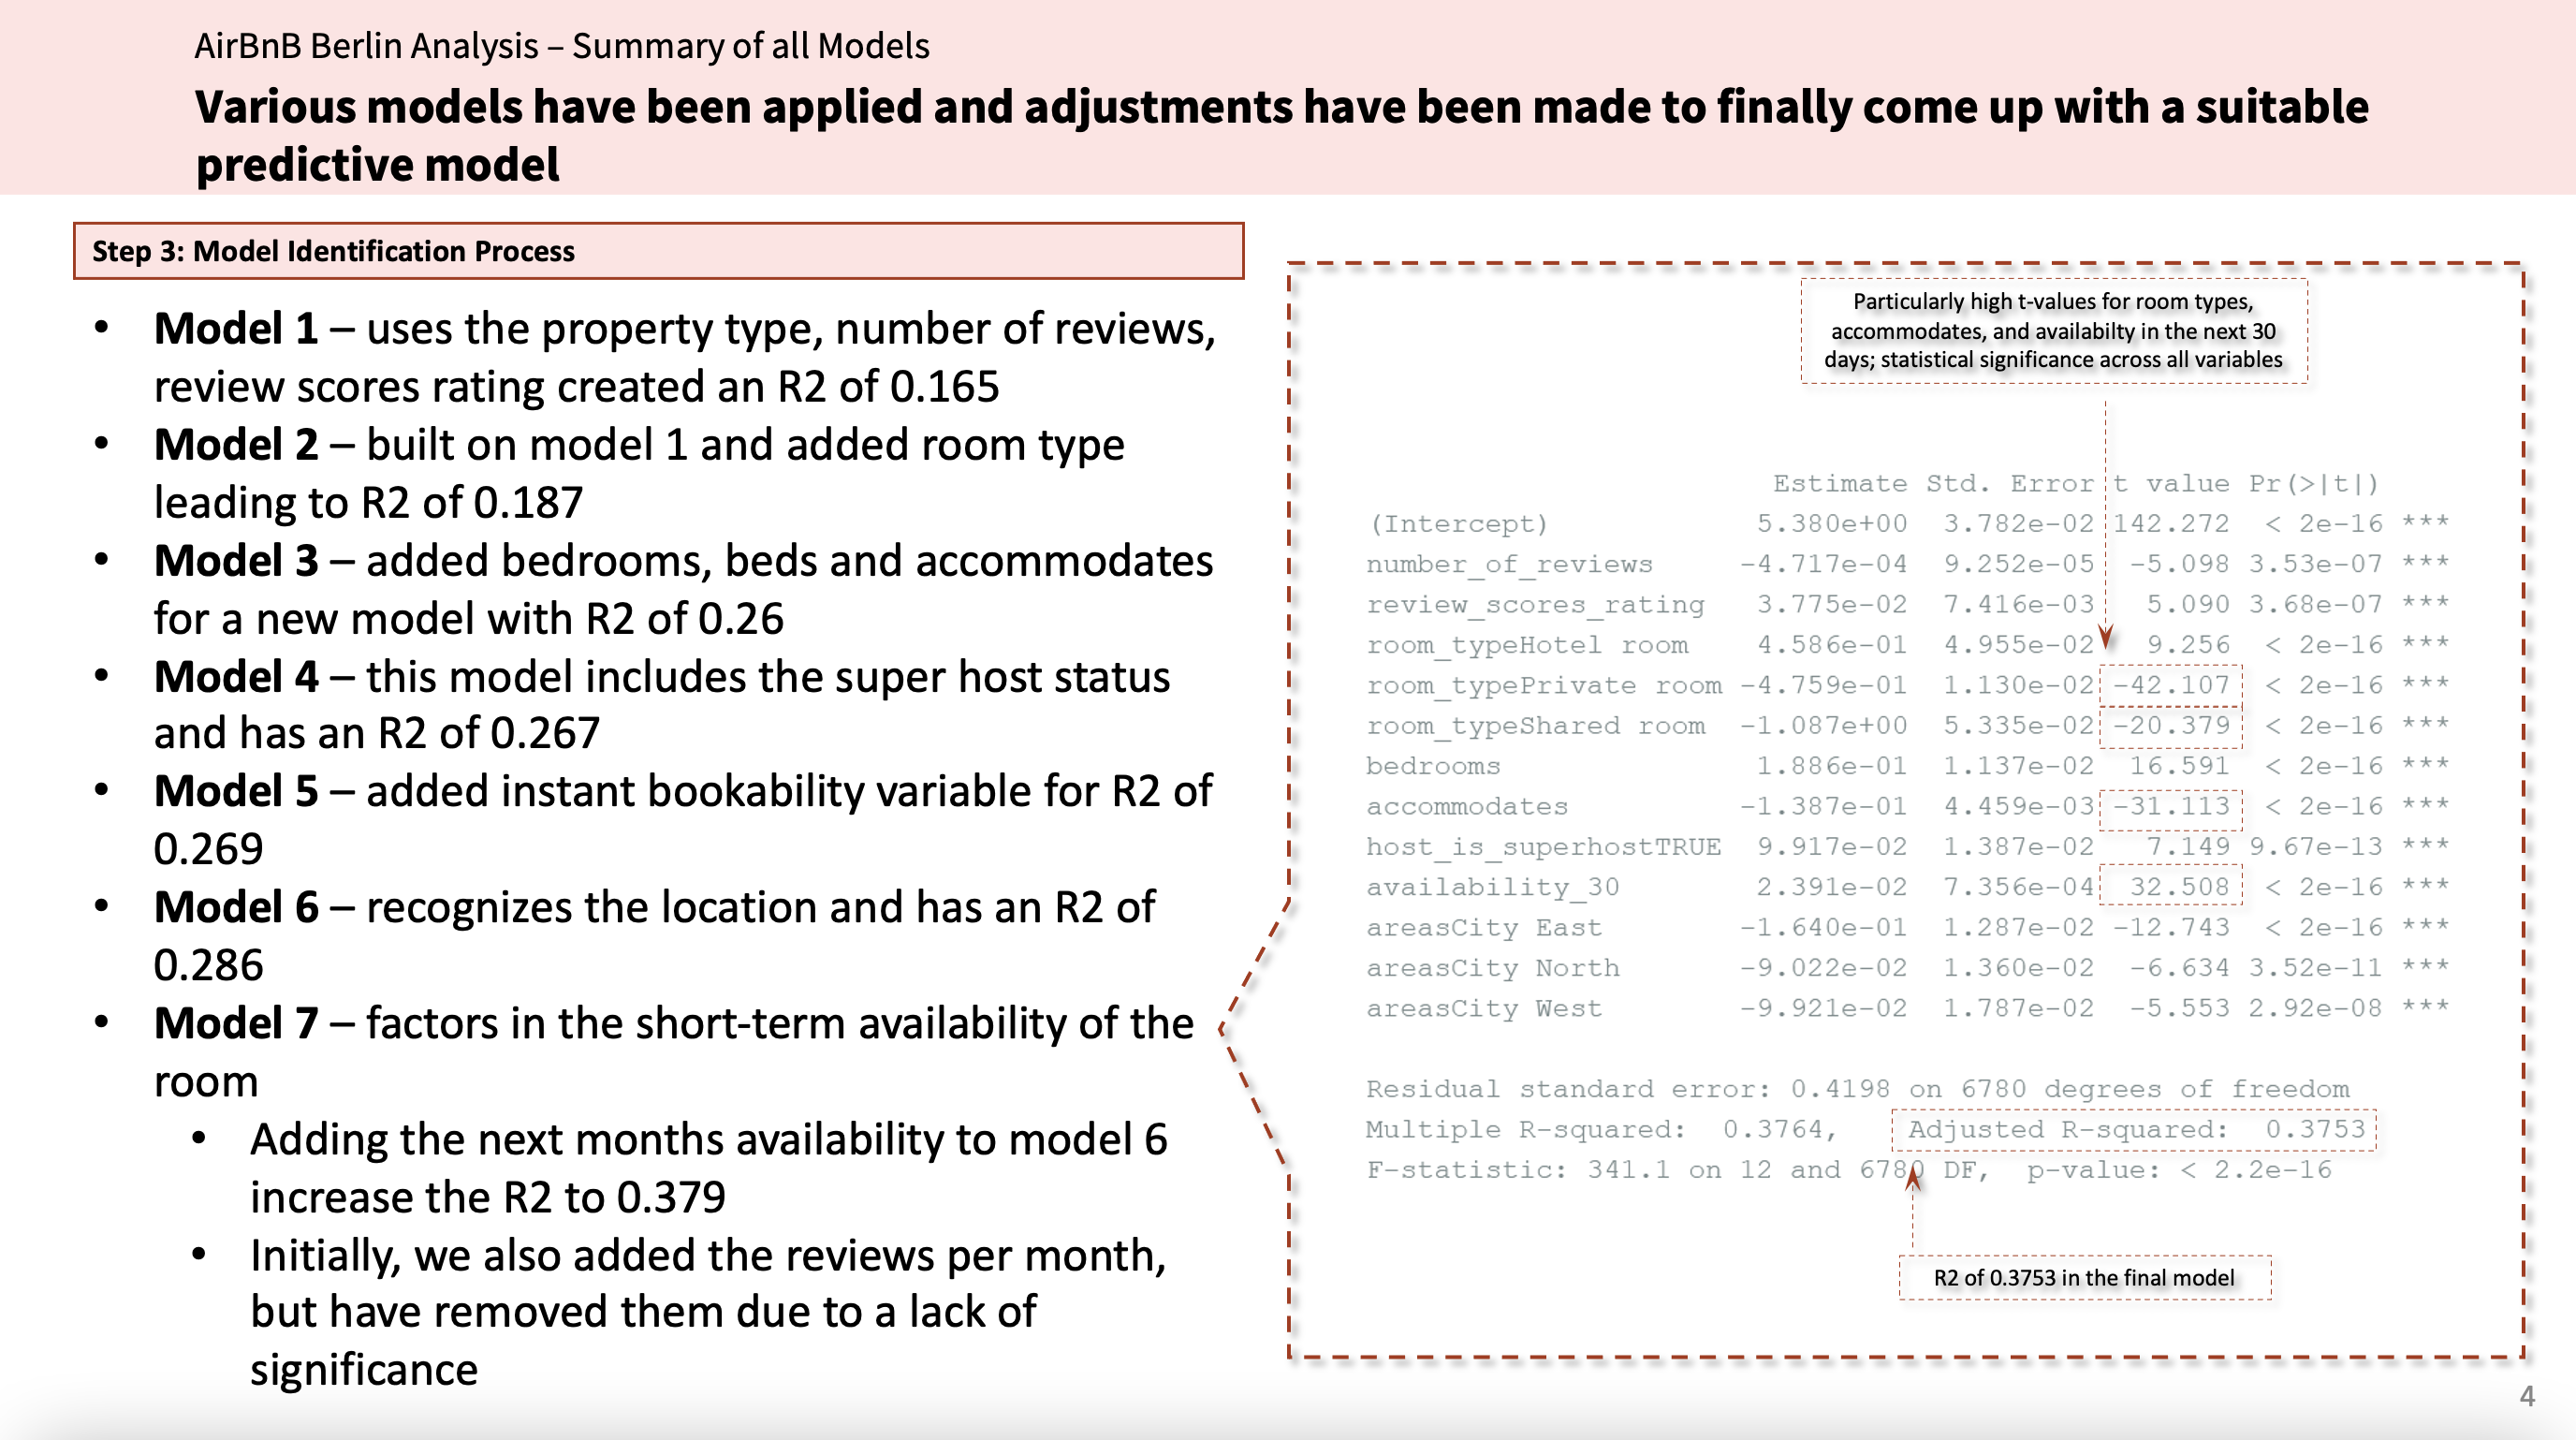 AirBnB Berlin Analysis – Summary of all Models
Various models have been applied and adjustments have been made to finally come up with a suitable
predictive model
Step 3: Model Identification Process
• Model 1 – uses the property type, number of reviews,
review scores rating created an R2 of 0.165
• Model 2 – built on model 1 and added room type
leading to R2 of 0.187
• Model 3 – added bedrooms, beds and accommodates
for a new model with R2 of 0.26
• Model 4 – this model includes the super host status
and has an R2 of 0.267
• Model 5 – added instant bookability variable for R2 of
0.269
• Model 6 – recognizes the location and has an R2 of
0.286
• Model 7 – factors in the short-term availability of the
room
• Adding the next months availability to model 6
increase the R2 to 0.379
• Initially, we also added the reviews per month,
but have removed them due to a lack of
significance
Particularly high t-values for room types,
accommodates, and availabilty in the next 30
days; statistical significance across all variables
Estimate Std. Error t value Pr(>|t|)
(Intercept) 5.380e+00 3.782e-02 142.272 < 2e-16 ***
number_of_reviews -4.717e-04 9.252e-05 -5.098 3.53e-07 ***
review_scores_rating 3.775e-02 7.416e-03 5.090 3.68e-07 ***
room_typeHotel room 4.586e-01 4.955e-02 9.256 < 2e-16 ***
room_typePrivate room -4.759e-01 1.130e-02 -42.107 < 2e-16 ***
room_typeShared room -1.087e+00 5.335e-02 -20.379 < 2e-16 ***
bedrooms 1.886e-01 1.137e-02 16.591 < 2e-16 ***
accommodates -1.387e-01 4.459e-03 -31.113 < 2e-16 ***
host_is_superhostTRUE 9.917e-02 1.387e-02 7.149 9.67e-13 ***
availability_30 2.391e-02 7.356e-04 32.508 < 2e-16 ***
areasCity East -1.640e-01 1.287e-02 -12.743 < 2e-16 ***
areasCity North -9.022e-02 1.360e-02 -6.634 3.52e-11 ***
areasCity West -9.921e-02 1.787e-02 -5.553 2.92e-08 ***
Residual standard error: 0.4198 on 6780 degrees of freedom
Multiple R-squared: 0.3764, Adjusted R-squared: 0.3753
F-statistic: 341.1 on 12 and 6780 DF, p-value: < 2.2e-16
R2 of 0.3753 in the final model
4